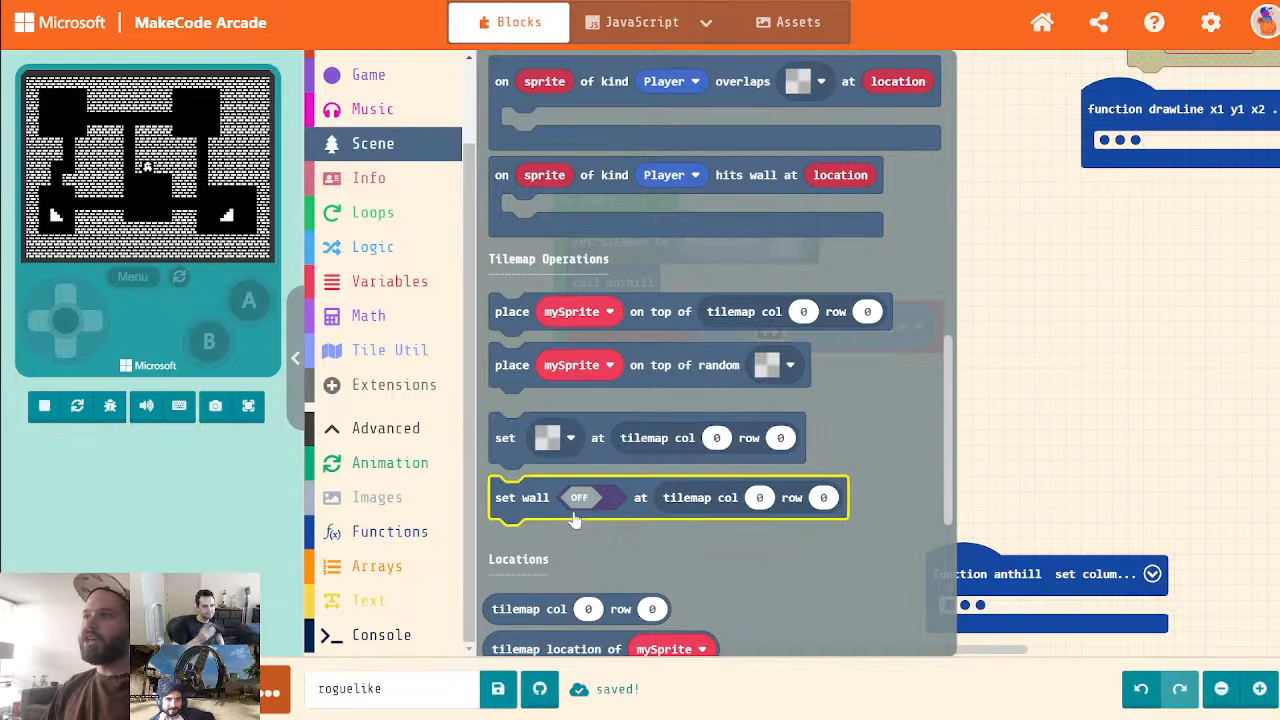 Microsoft MakeCode Arcade
Blocks JavaScript Assets
Menu
A
B
Microsoft
Game
Music
Scene
Info
Loops
Logic
Variables
Math
Tile Util
Extensions
Advanced
Animation
Images
f(x) Functions
Arrays
T Text
Console
on sprite of kind Player overlaps at location
on sprite of kind Player hits wall at location
Tilemap Operations
place mySprite on top of tilemap col 0 row 0
place mySprite on top of random
set at tilemap col 0 row 0
set wall OFF at tilemap col 0 row 0
Locations
tilemap col 0 row 0
tilemap location of mySprite
function drawLine x1 y1 x2 .
function anthill set colum...
roguelike
saved!